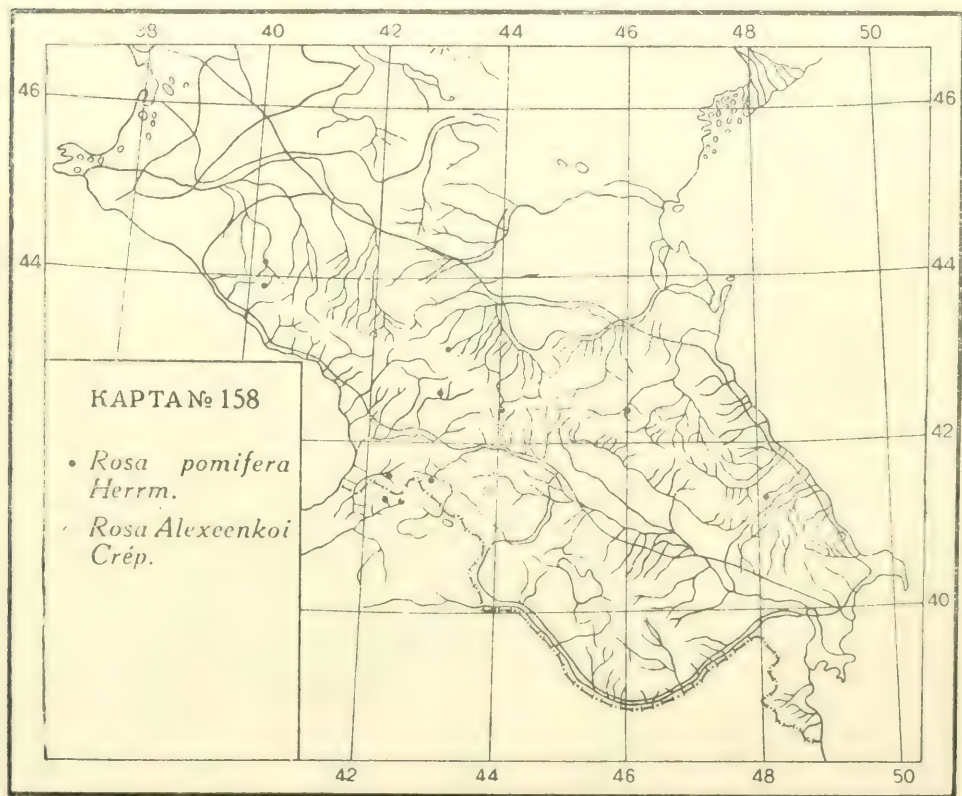 38 40 42 44 46 48 50
46 46
44 44
КАРТА № 158
• Rosa pomifera
Herrm.
Rosa Alexeenkoi
Crép.
42
40
42 44 46 48 50